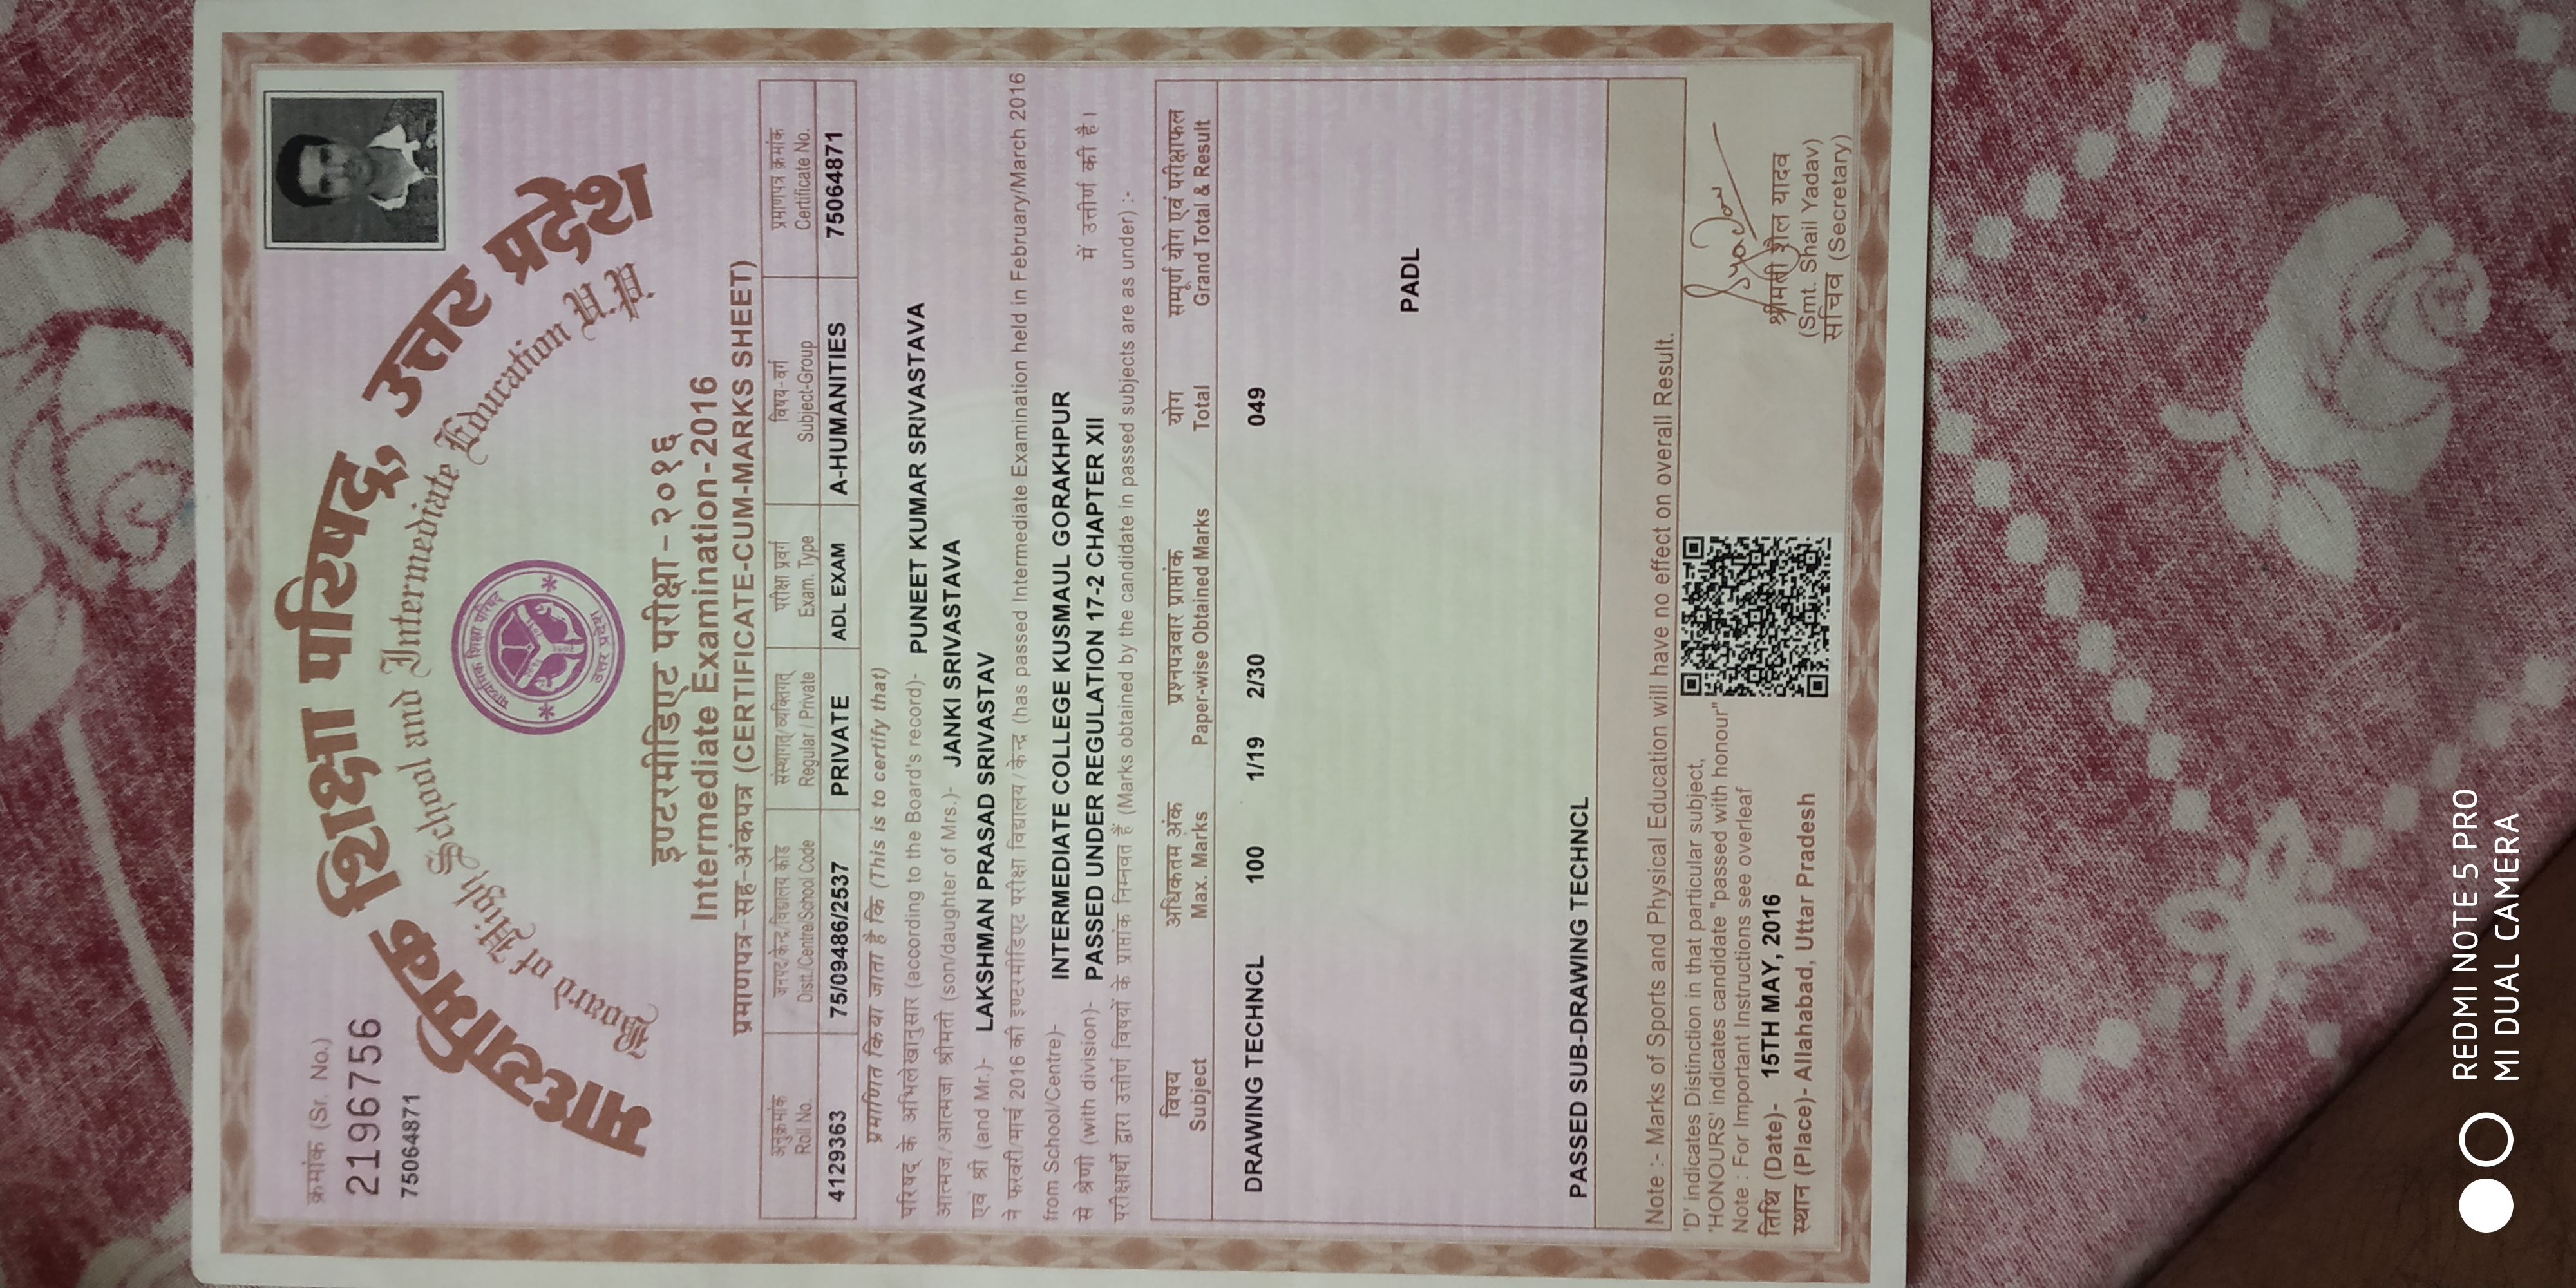 क्रमांक (Sr. No.)
2196756
75064871
माध्यमिक शिक्षा परिषद्, उत्तर प्रदेश
Board of High School and Intermediate Education U.P.
माध्यमिक शिक्षा परिषद
उत्तर प्रदेश
इण्टरमीडिएट परीक्षा - २०१६
Intermediate Examination - 2016
प्रमाणपत्र-सह-अंकपत्र (CERTIFICATE-CUM-MARKS SHEET)
अनुक्रमांक जनपद/केन्द्र/विद्यालय कोड संस्थागत्/व्यक्तिगत् परीक्षा प्रवर्ग विषय-वर्ग प्रमाणपत्र क्रमांक
Roll No. Distt./Centre/School Code Regular / Private Exam. Type Subject-Group Certificate No.
4129363 75/09486/2537 PRIVATE ADL EXAM A-HUMANITIES 75064871
प्रमाणित किया जाता है कि (This is to certify that)
परिषद् के अभिलेखानुसार (according to the Board's record)- PUNEET KUMAR SRIVASTAVA
आत्मज/आत्मजा श्रीमती (son/daughter of Mrs.)- JANKI SRIVASTAVA
एवं श्री (and Mr.)- LAKSHMAN PRASAD SRIVASTAV
ने फरवरी/मार्च 2016 की इण्टरमीडिएट परीक्षा विद्यालय/केन्द्र (has passed Intermediate Examination held in February/March 2016
from School/Centre)- INTERMEDIATE COLLEGE KUSMAUL GORAKHPUR
से श्रेणी (with division)- PASSED UNDER REGULATION 17-2 CHAPTER XII में उत्तीर्ण की है।
परीक्षार्थी द्वारा उत्तीर्ण विषयों के प्राप्तांक निम्नवत हैं (Marks obtained by the candidate in passed subjects are as under) :-
विषय अधिकतम अंक प्रश्नपत्रवार प्राप्तांक योग सम्पूर्ण योग एवं परीक्षाफल
Subject Max. Marks Paper-wise Obtained Marks Total Grand Total & Result
DRAWING TECHNCL 100 1/19 2/30 049
PADL
PASSED SUB-DRAWING TECHNCL
Note :- Marks of Sports and Physical Education will have no effect on overall Result.
'D' indicates Distinction in that particular subject,
'HONOURS' indicates candidate "passed with honour"
Note : For Important Instructions see overleaf
तिथि (Date)- 15TH MAY, 2016
स्थान (Place)- Allahabad, Uttar Pradesh
Syadav
श्रीमती शैल यादव
(Smt. Shail Yadav)
सचिव (Secretary)
REDMI NOTE 5 PRO
MI DUAL CAMERA